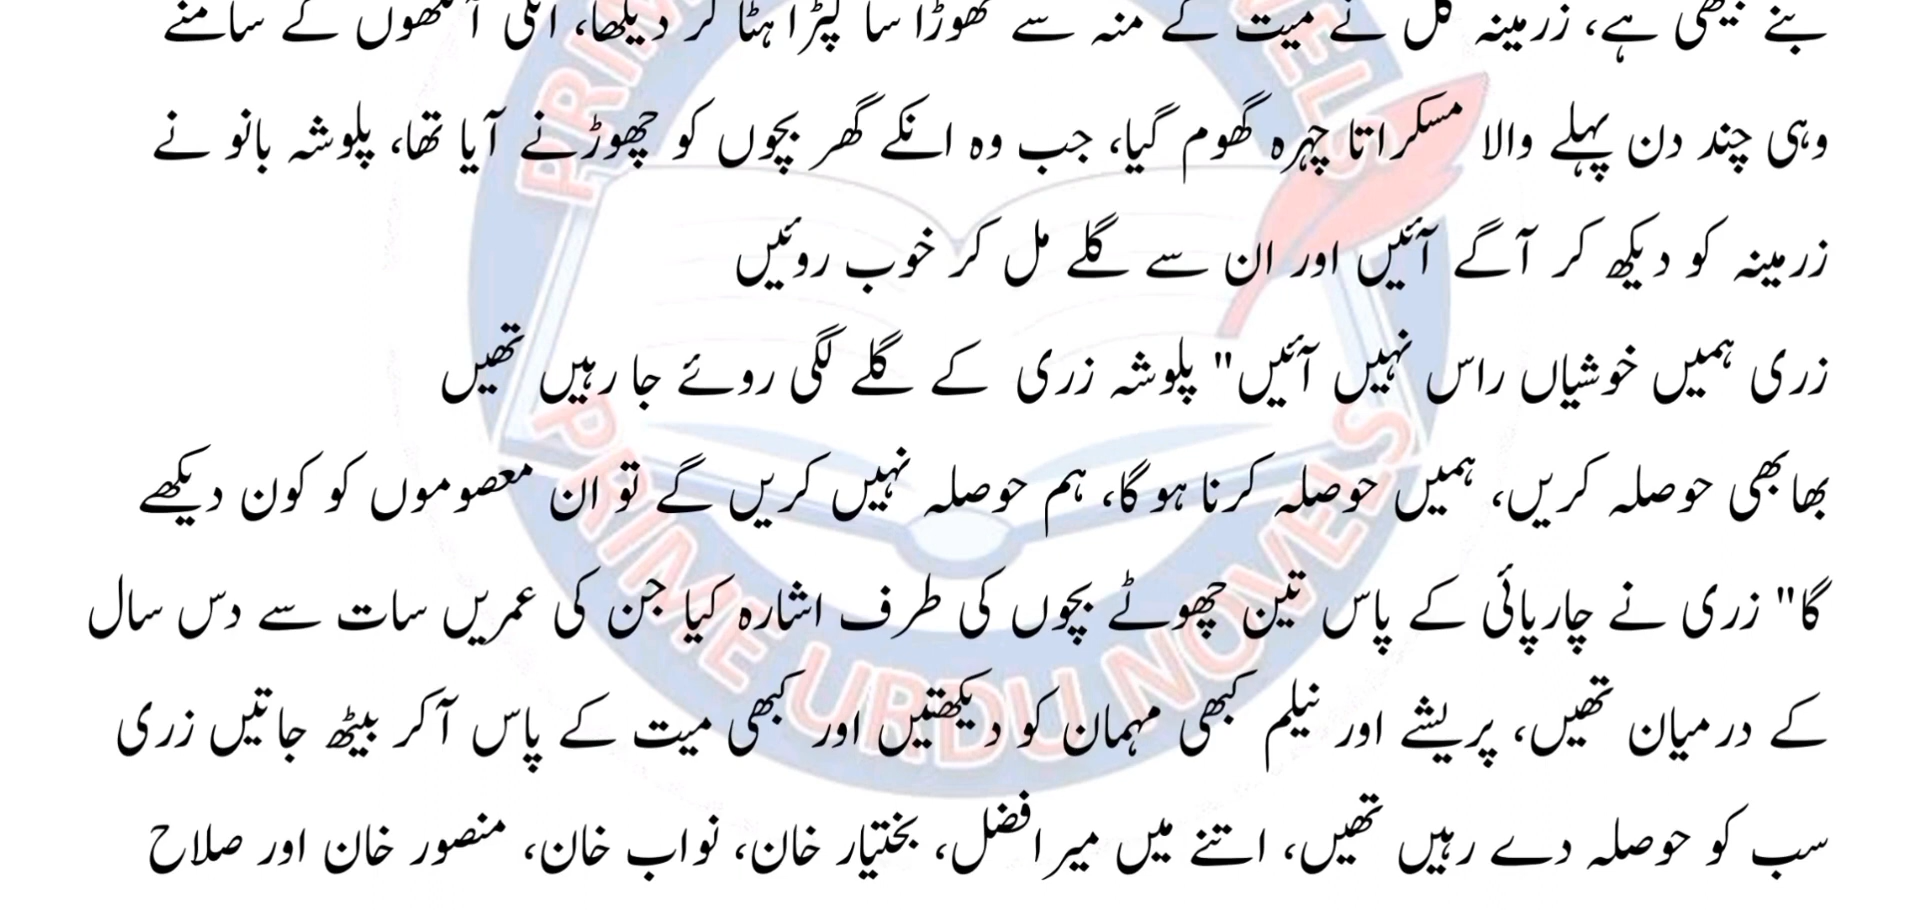 بنے بیٹھی ہے، زرمینہ گل نے میت کے منہ سے تھوڑا سا کپڑا ہٹا کر دیکھا، انکی آنکھوں کے سامنے
وہی چند دن پہلے والا مسکراتا چہرہ گھوم گیا، جب وہ انکے گھر بچوں کو چھوڑنے آیا تھا، پلوشہ بانو نے
زرمینہ کو دیکھ کر آگے آئیں اور ان سے گلے مل کر خوب روئیں
زری ہمیں خوشیاں راس نہیں آئیں" پلوشہ زری کے گلے لگی روئے جا رہیں تھیں
بھابھی حوصلہ کریں، ہمیں حوصلہ کرنا ہو گا، ہم حوصلہ نہیں کریں گے تو ان معصوموں کو کون دیکھے
گا" زری نے چارپائی کے پاس تین چھوٹے بچوں کی طرف اشارہ کیا جن کی عمریں سات سے دس سال
کے درمیان تھیں، پریشے اور نیلم کبھی مہمان کو دیکھتیں اور کبھی میت کے پاس آکر بیٹھ جاتیں زری
سب کو حوصلہ دے رہیں تھیں، اتنے میں میر افضل، بختیار خان، نواب خان، منصور خان اور صلاح
PRIME URDU NOVELS